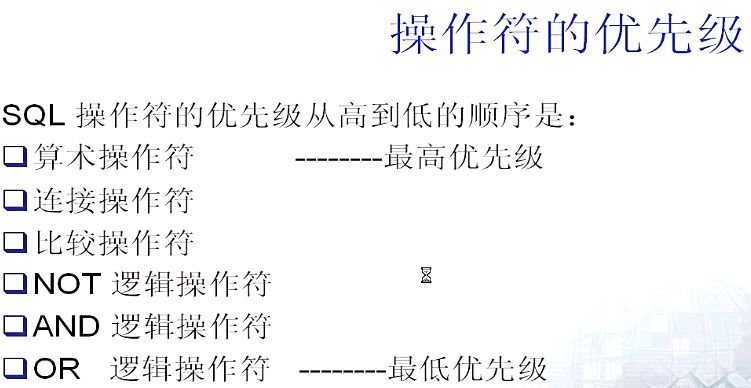 操作符的优先级
SQL 操作符的优先级从高到低的顺序是：
算术操作符 --------最高优先级
连接操作符
比较操作符
NOT 逻辑操作符
AND 逻辑操作符
OR 逻辑操作符 --------最低优先级